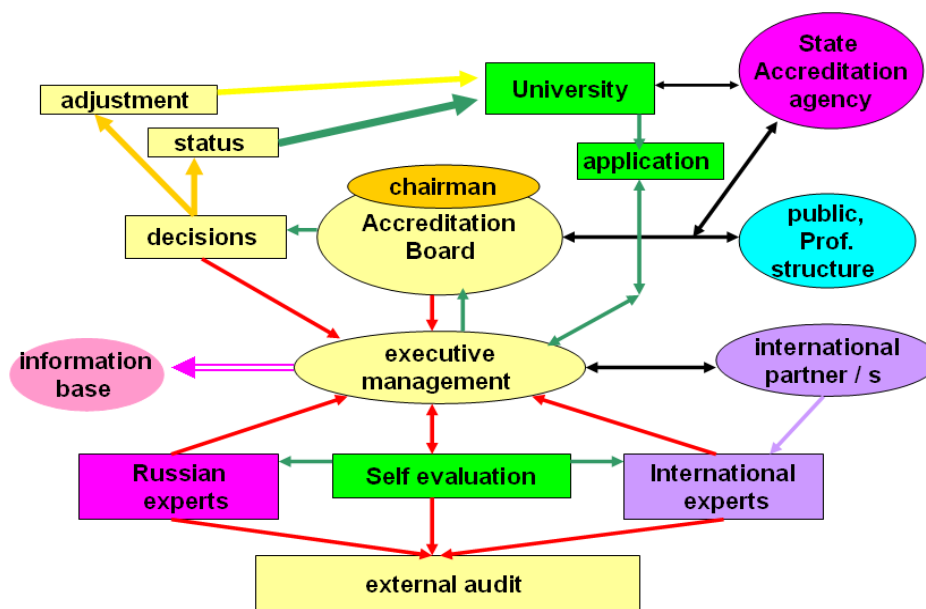 State
Accreditation
agency
University
adjustment
status
application
chairman
Accreditation
Board
decisions
public,
Prof.
structure
executive
management
information
base
international
partner / s
Russian
experts
Self evaluation
International
experts
external audit